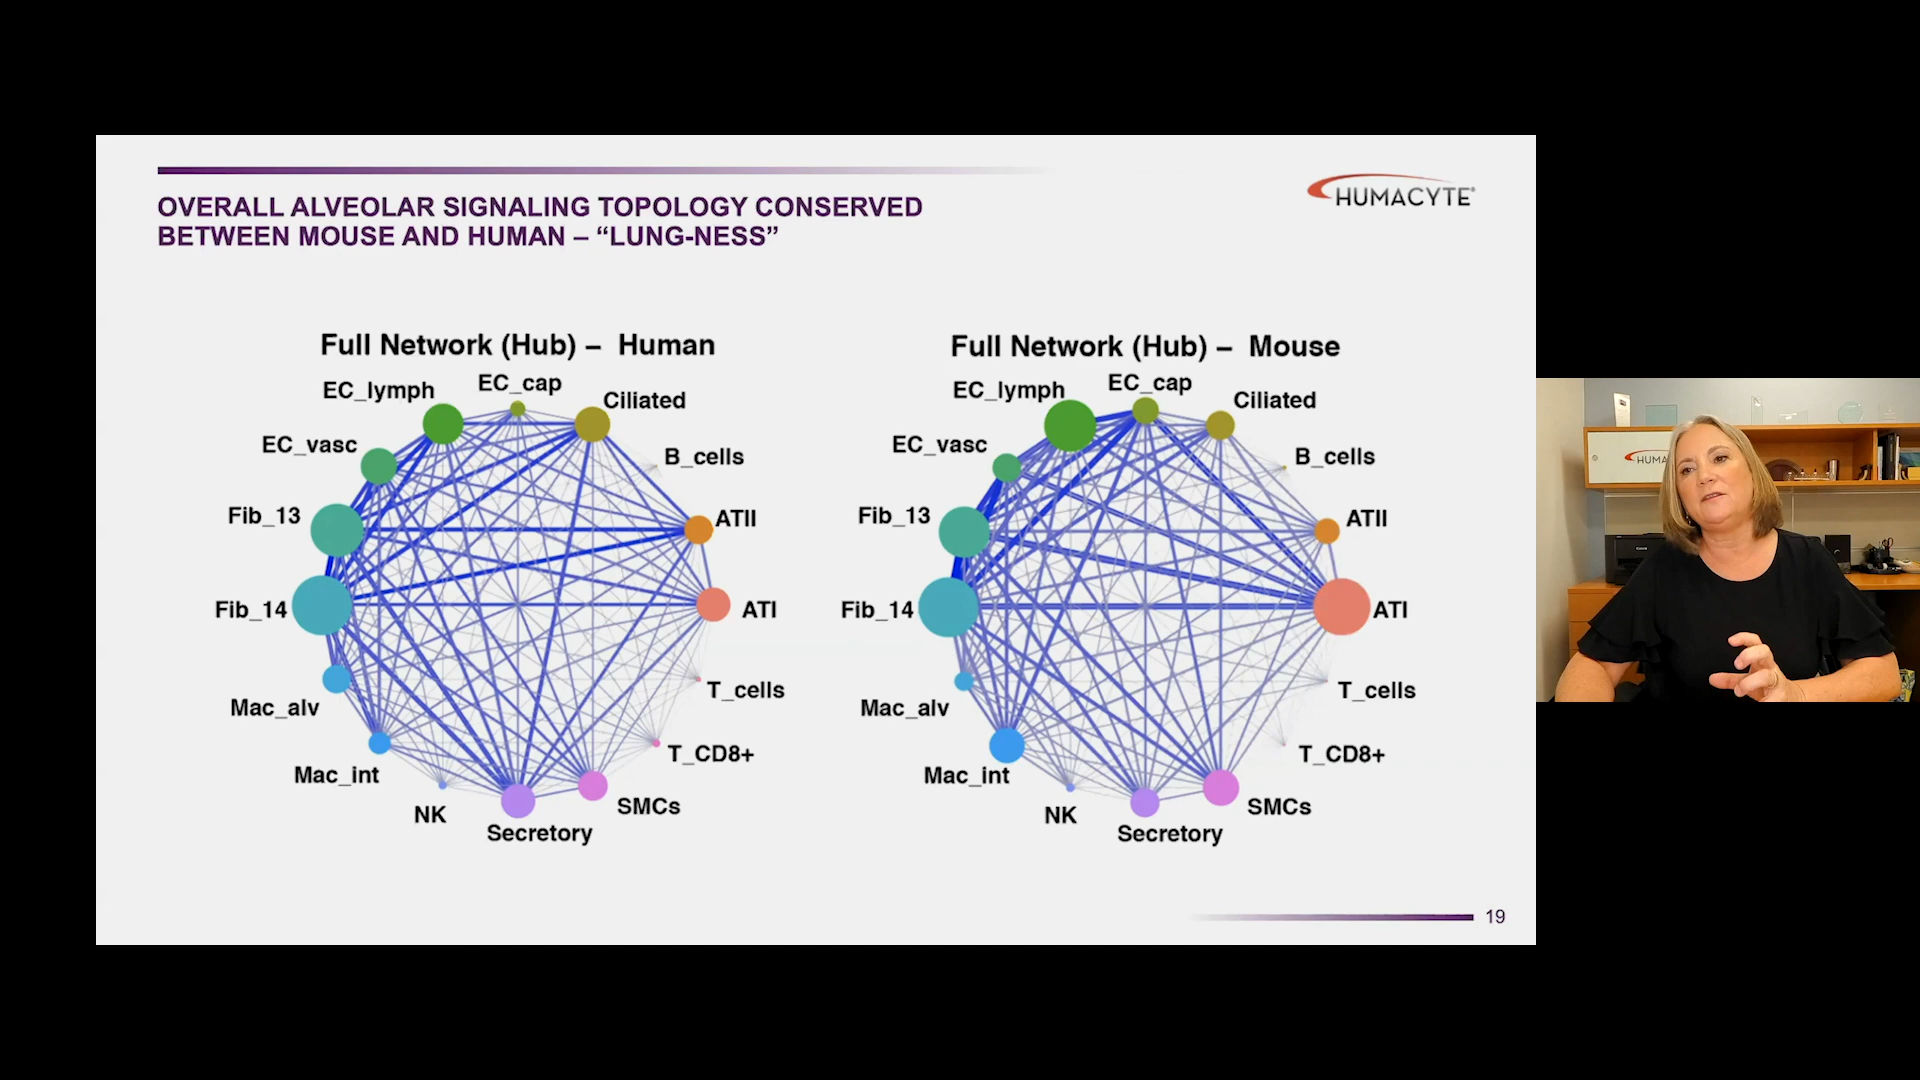 OVERALL ALVEOLAR SIGNALING TOPOLOGY CONSERVED
BETWEEN MOUSE AND HUMAN – “LUNG-NESS”
HUMACYTE®
Full Network (Hub) – Human
EC_lymph
EC_cap
Ciliated
EC_vasc
B_cells
Fib_13
ATII
Fib_14
ATI
Mac_alv
T_cells
Mac_int
T_CD8+
NK
SMCs
Secretory
Full Network (Hub) – Mouse
EC_lymph
EC_cap
Ciliated
EC_vasc
B_cells
Fib_13
ATII
Fib_14
ATI
Mac_alv
T_cells
Mac_int
T_CD8+
NK
SMCs
Secretory
19
HUMA